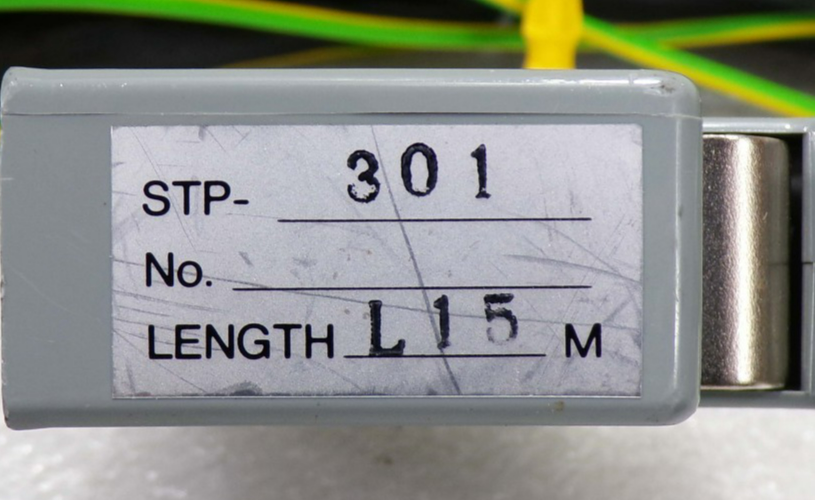 STP- 301
No.
LENGTH L15 M